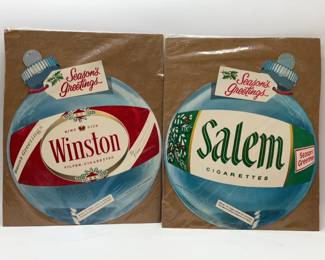 Season's
Greetings
KING SIZE
Winston
FILTER-CIGARETTES
Season's
Greetings
Salem
CIGARETTES
Season's
Greetings